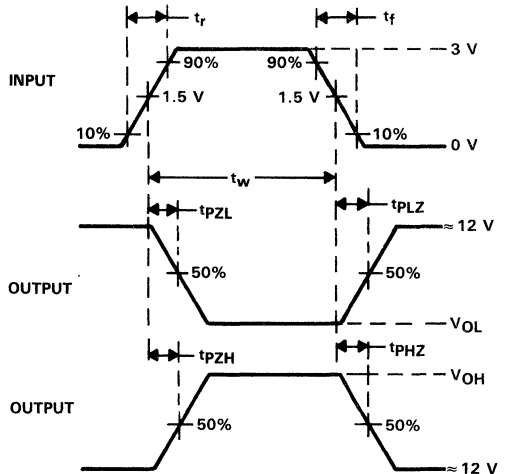 tr
tf
3 V
90%
90%
INPUT
1.5 V
1.5 V
10%
10%
0 V
tw
tPZL
tPLZ
≈ 12 V
50%
50%
OUTPUT
VOL
tPZH
tPHZ
VOH
OUTPUT
50%
50%
≈ 12 V